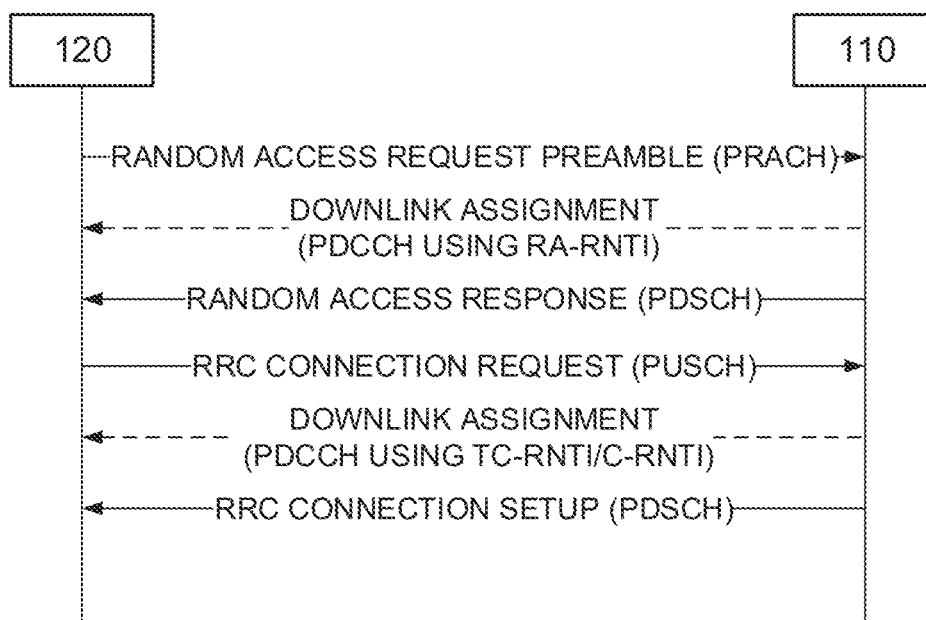 120
110
RANDOM ACCESS REQUEST PREAMBLE (PRACH)
DOWNLINK ASSIGNMENT
(PDCCH USING RA-RNTI)
RANDOM ACCESS RESPONSE (PDSCH)
RRC CONNECTION REQUEST (PUSCH)
DOWNLINK ASSIGNMENT
(PDCCH USING TC-RNTI/C-RNTI)
RRC CONNECTION SETUP (PDSCH)